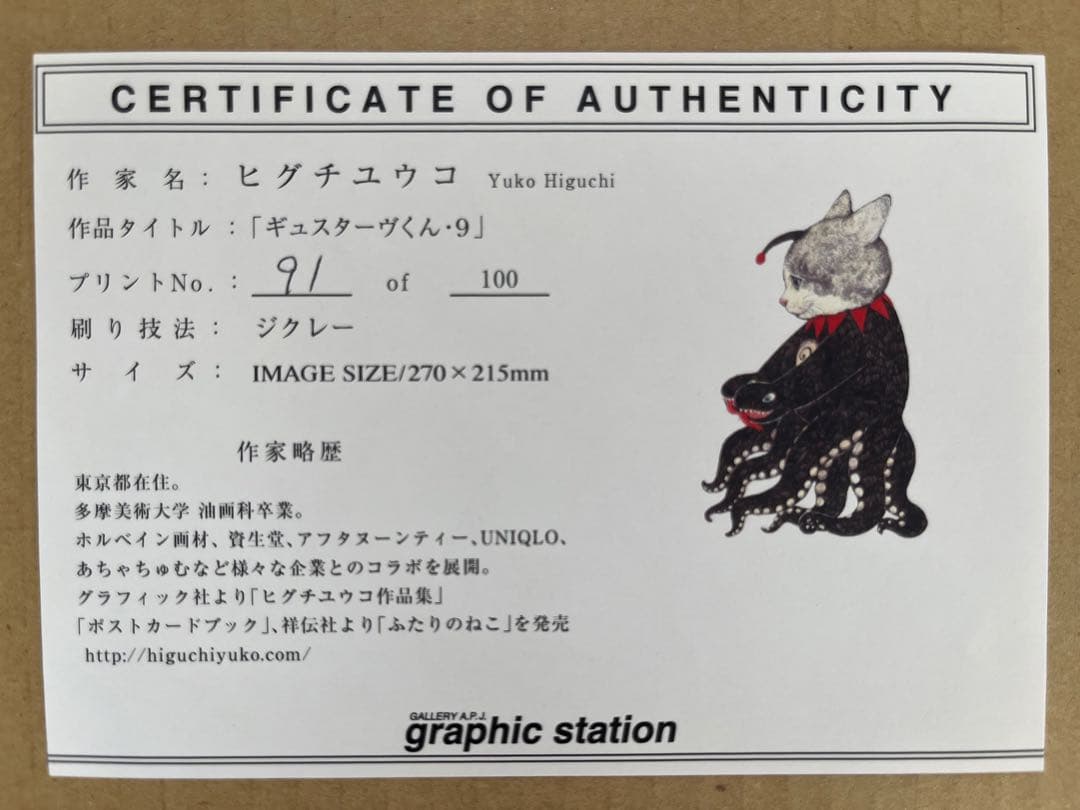 CERTIFICATE OF AUTHENTICITY
作家名：ヒグチユウコ Yuko Higuchi
作品タイトル：「ギュスターヴくん・9」
プリントNo.：91 of 100
刷り技法：ジクレー
サイズ：IMAGE SIZE/270×215mm
作家略歴
東京都在住。
多摩美術大学 油画科卒業。
ホルベイン画材、資生堂、アフタヌーンティー、UNIQLO、
あちゃちゅむなど様々な企業とのコラボを展開。
グラフィック社より「ヒグチユウコ作品集」
「ポストカードブック」、祥伝社より「ふたりのねこ」を発売
http://higuchiyuko.com/
GALLERY A.P.J.
graphic station